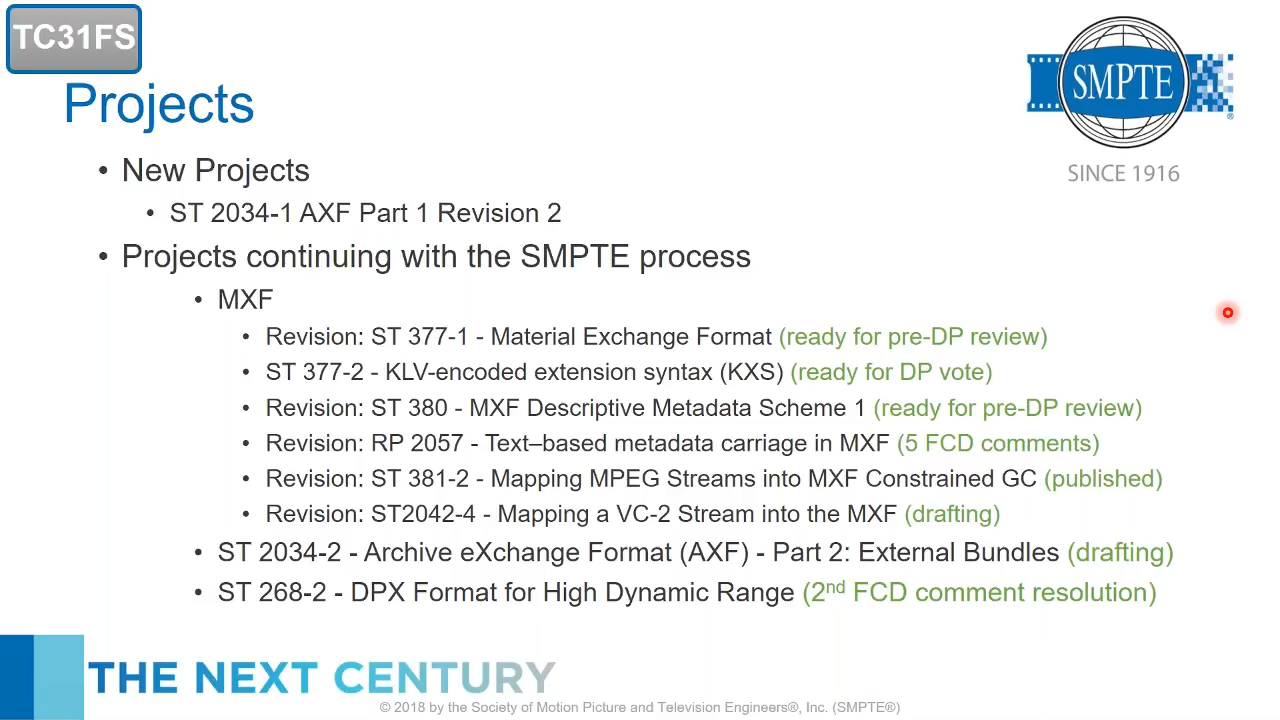 TC31FS
SMPTE
®
SINCE 1916
Projects
• New Projects
• ST 2034-1 AXF Part 1 Revision 2
• Projects continuing with the SMPTE process
• MXF
• Revision: ST 377-1 - Material Exchange Format (ready for pre-DP review)
• ST 377-2 - KLV-encoded extension syntax (KXS) (ready for DP vote)
• Revision: ST 380 - MXF Descriptive Metadata Scheme 1 (ready for pre-DP review)
• Revision: RP 2057 - Text–based metadata carriage in MXF (5 FCD comments)
• Revision: ST 381-2 - Mapping MPEG Streams into MXF Constrained GC (published)
• Revision: ST2042-4 - Mapping a VC-2 Stream into the MXF (drafting)
• ST 2034-2 - Archive eXchange Format (AXF) - Part 2: External Bundles (drafting)
• ST 268-2 - DPX Format for High Dynamic Range (2nd FCD comment resolution)
THE NEXT CENTURY
© 2018 by the Society of Motion Picture and Television Engineers®, Inc. (SMPTE®)